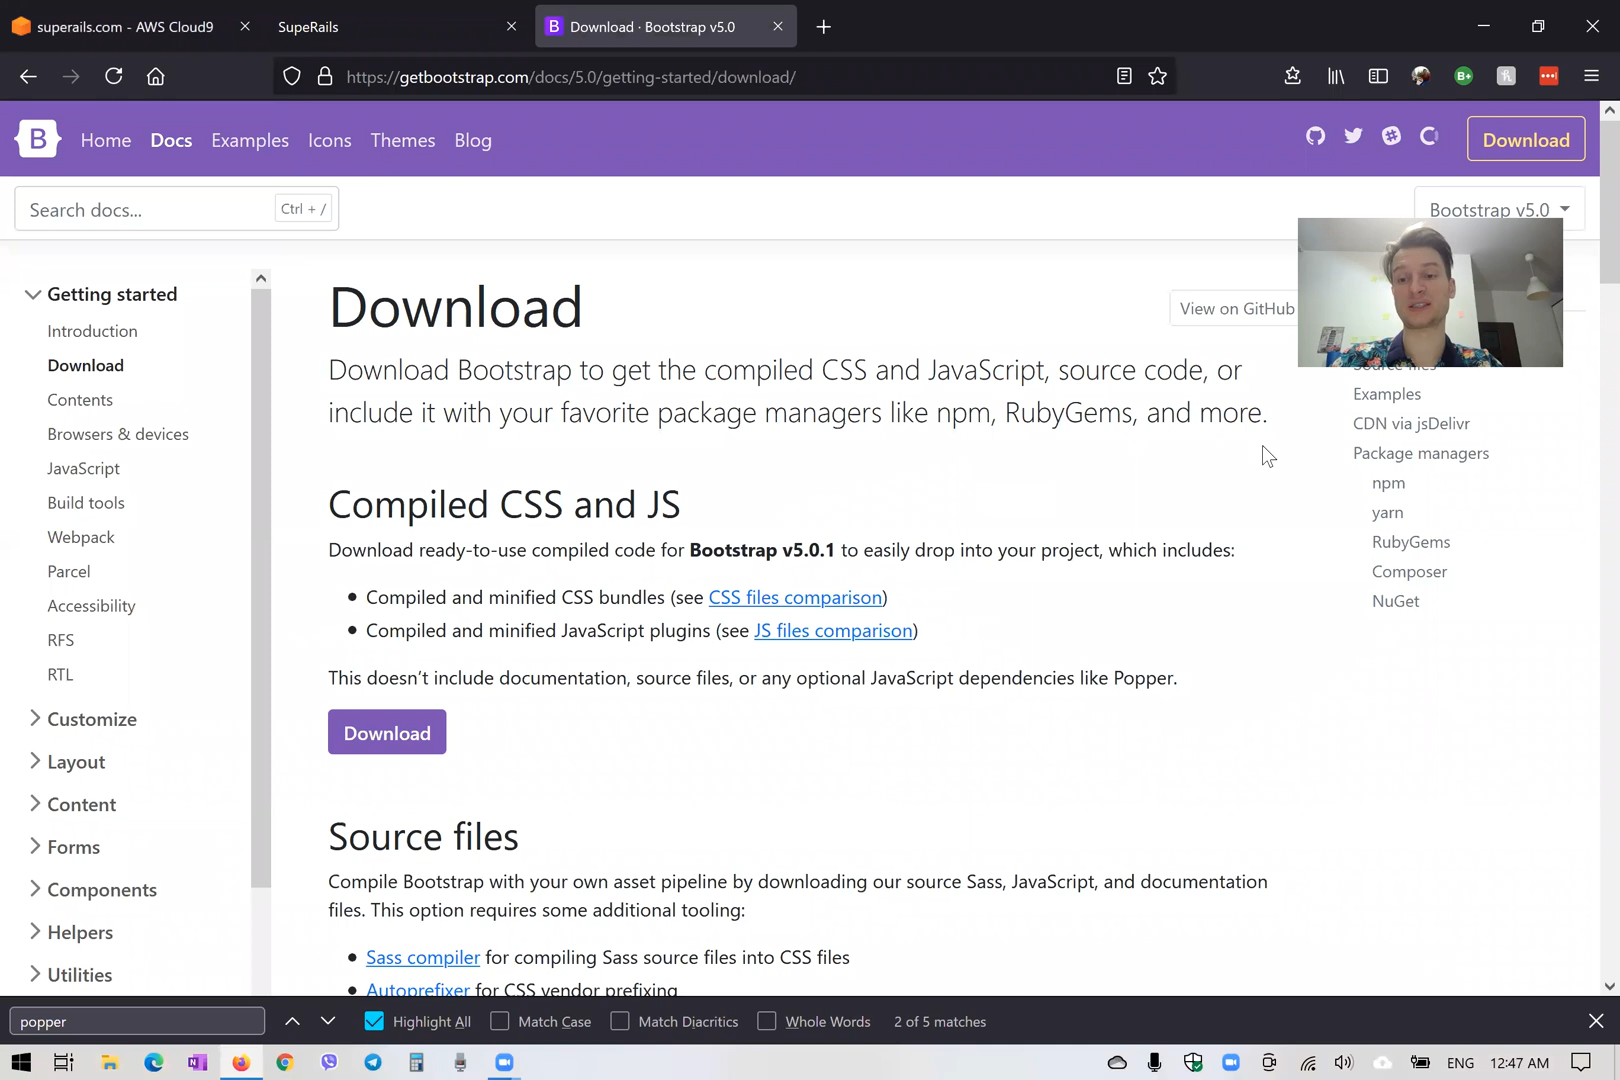 superails.com - AWS Cloud9
SupeRails
Download · Bootstrap v5.0
https://getbootstrap.com/docs/5.0/getting-started/download/
B
Home
Docs
Examples
Icons
Themes
Blog
Download
Search docs...
Ctrl + /
Bootstrap v5.0
Getting started
Introduction
Download
Contents
Browsers & devices
JavaScript
Build tools
Webpack
Parcel
Accessibility
RFS
RTL
Customize
Layout
Content
Forms
Components
Helpers
Utilities
Download
View on GitHub
Download Bootstrap to get the compiled CSS and JavaScript, source code, or
include it with your favorite package managers like npm, RubyGems, and more.
Compiled CSS and JS
Download ready-to-use compiled code for Bootstrap v5.0.1 to easily drop into your project, which includes:
Compiled and minified CSS bundles (see CSS files comparison)
Compiled and minified JavaScript plugins (see JS files comparison)
This doesn't include documentation, source files, or any optional JavaScript dependencies like Popper.
Download
Source files
Compile Bootstrap with your own asset pipeline by downloading our source Sass, JavaScript, and documentation
files. This option requires some additional tooling:
Sass compiler for compiling Sass source files into CSS files
Autoprefixer for CSS vendor prefixing
Source files
Examples
CDN via jsDelivr
Package managers
npm
yarn
RubyGems
Composer
NuGet
popper
Highlight All
Match Case
Match Diacritics
Whole Words
2 of 5 matches
ENG
12:47 AM